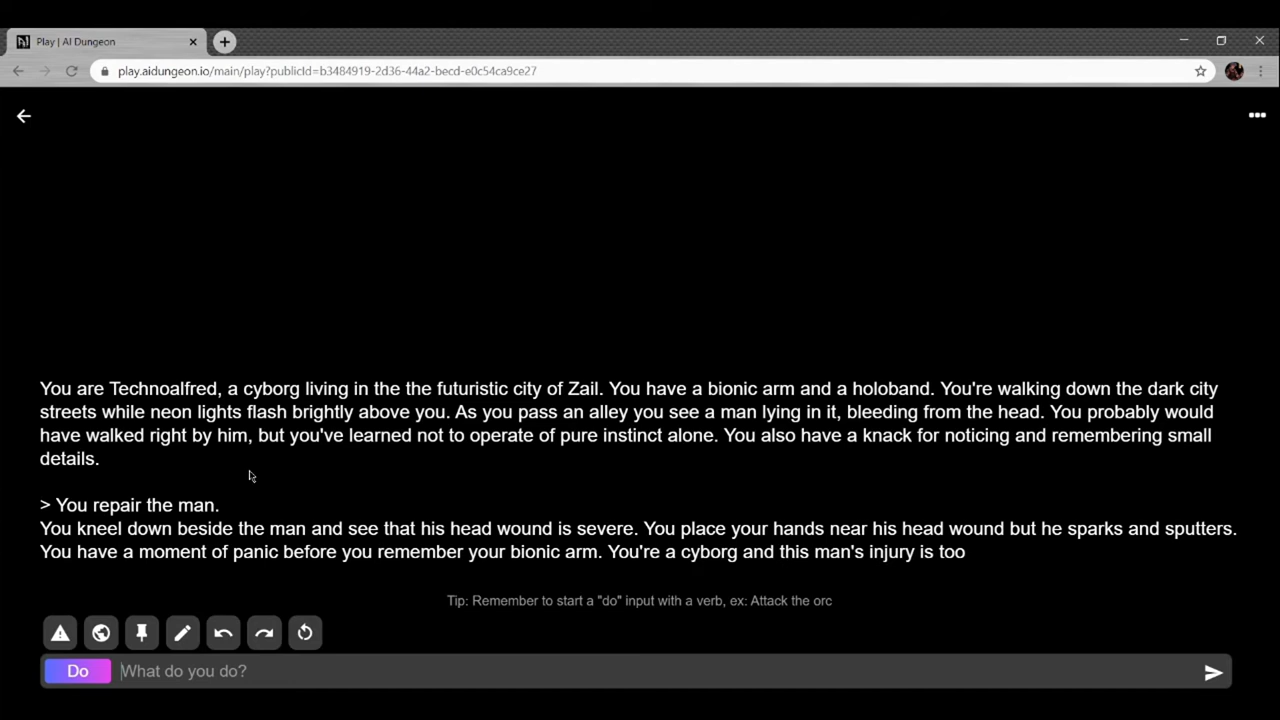 Play | AI Dungeon
play.aidungeon.io/main/play?publicId=b3484919-2d36-44a2-becd-e0c54ca9ce27
You are Technoalfred, a cyborg living in the the futuristic city of Zail. You have a bionic arm and a holoband. You're walking down the dark city
streets while neon lights flash brightly above you. As you pass an alley you see a man lying in it, bleeding from the head. You probably would
have walked right by him, but you've learned not to operate of pure instinct alone. You also have a knack for noticing and remembering small
details.
> You repair the man.
You kneel down beside the man and see that his head wound is severe. You place your hands near his head wound but he sparks and sputters.
You have a moment of panic before you remember your bionic arm. You're a cyborg and this man's injury is too
Tip: Remember to start a "do" input with a verb, ex: Attack the orc
Do What do you do?